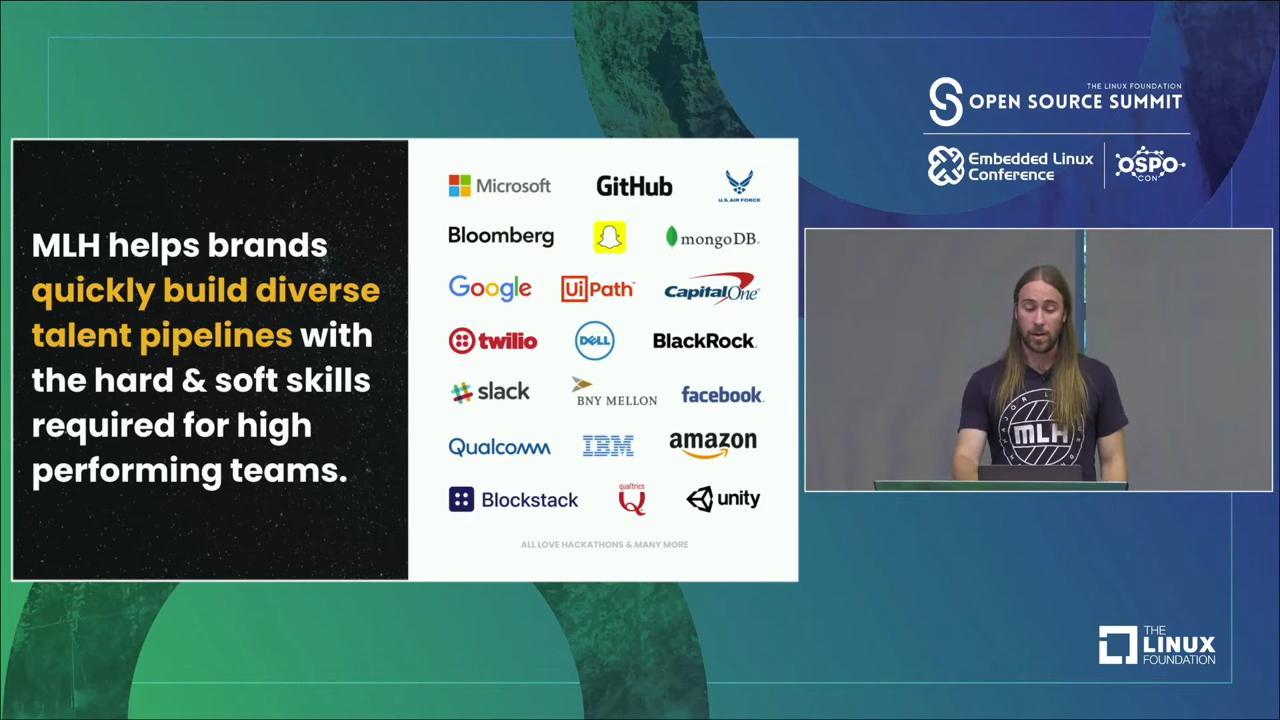 THE LINUX FOUNDATION
OPEN SOURCE SUMMIT
Embedded Linux
Conference
OSPO
CON
MLH helps brands
quickly build diverse
talent pipelines with
the hard & soft skills
required for high
performing teams.
Microsoft
GitHub
U.S. AIR FORCE
Bloomberg
mongoDB.
Google
UiPath
Capital One
twilio
DELL
BlackRock.
slack
BNY MELLON
facebook.
Qualcomm
IBM
amazon
Blockstack
qualtrics
Q
unity
ALL LOVE HACKATHONS & MANY MORE
MLH
THE
LINUX
FOUNDATION